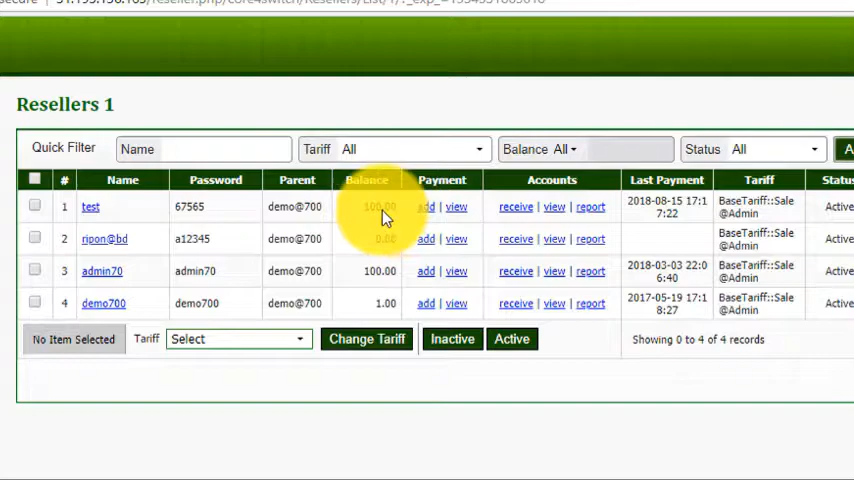 Resellers 1
Quick Filter Name Tariff All Balance All Status All
# Name Password Parent Balance Payment Accounts Last Payment Tariff
1 test 67565 demo@700 100.00 add | view receive | view | report 2018-08-15 17:1 7:22 BaseTariff::Sale @Admin Active
2 ripon@bd a12345 demo@700 add | view receive | view | report BaseTariff::Sale @Admin Active
3 admin70 admin70 demo@700 100.00 add | view receive | view | report 2018-03-03 22:0 6:40 BaseTariff::Sale @Admin Active
4 demo700 demo700 demo@700 1.00 add | view receive | view | report 2017-05-19 17:1 8:27 BaseTariff::Sale @Admin Active
No Item Selected Tariff Select Change Tariff Inactive Active Showing 0 to 4 of 4 records